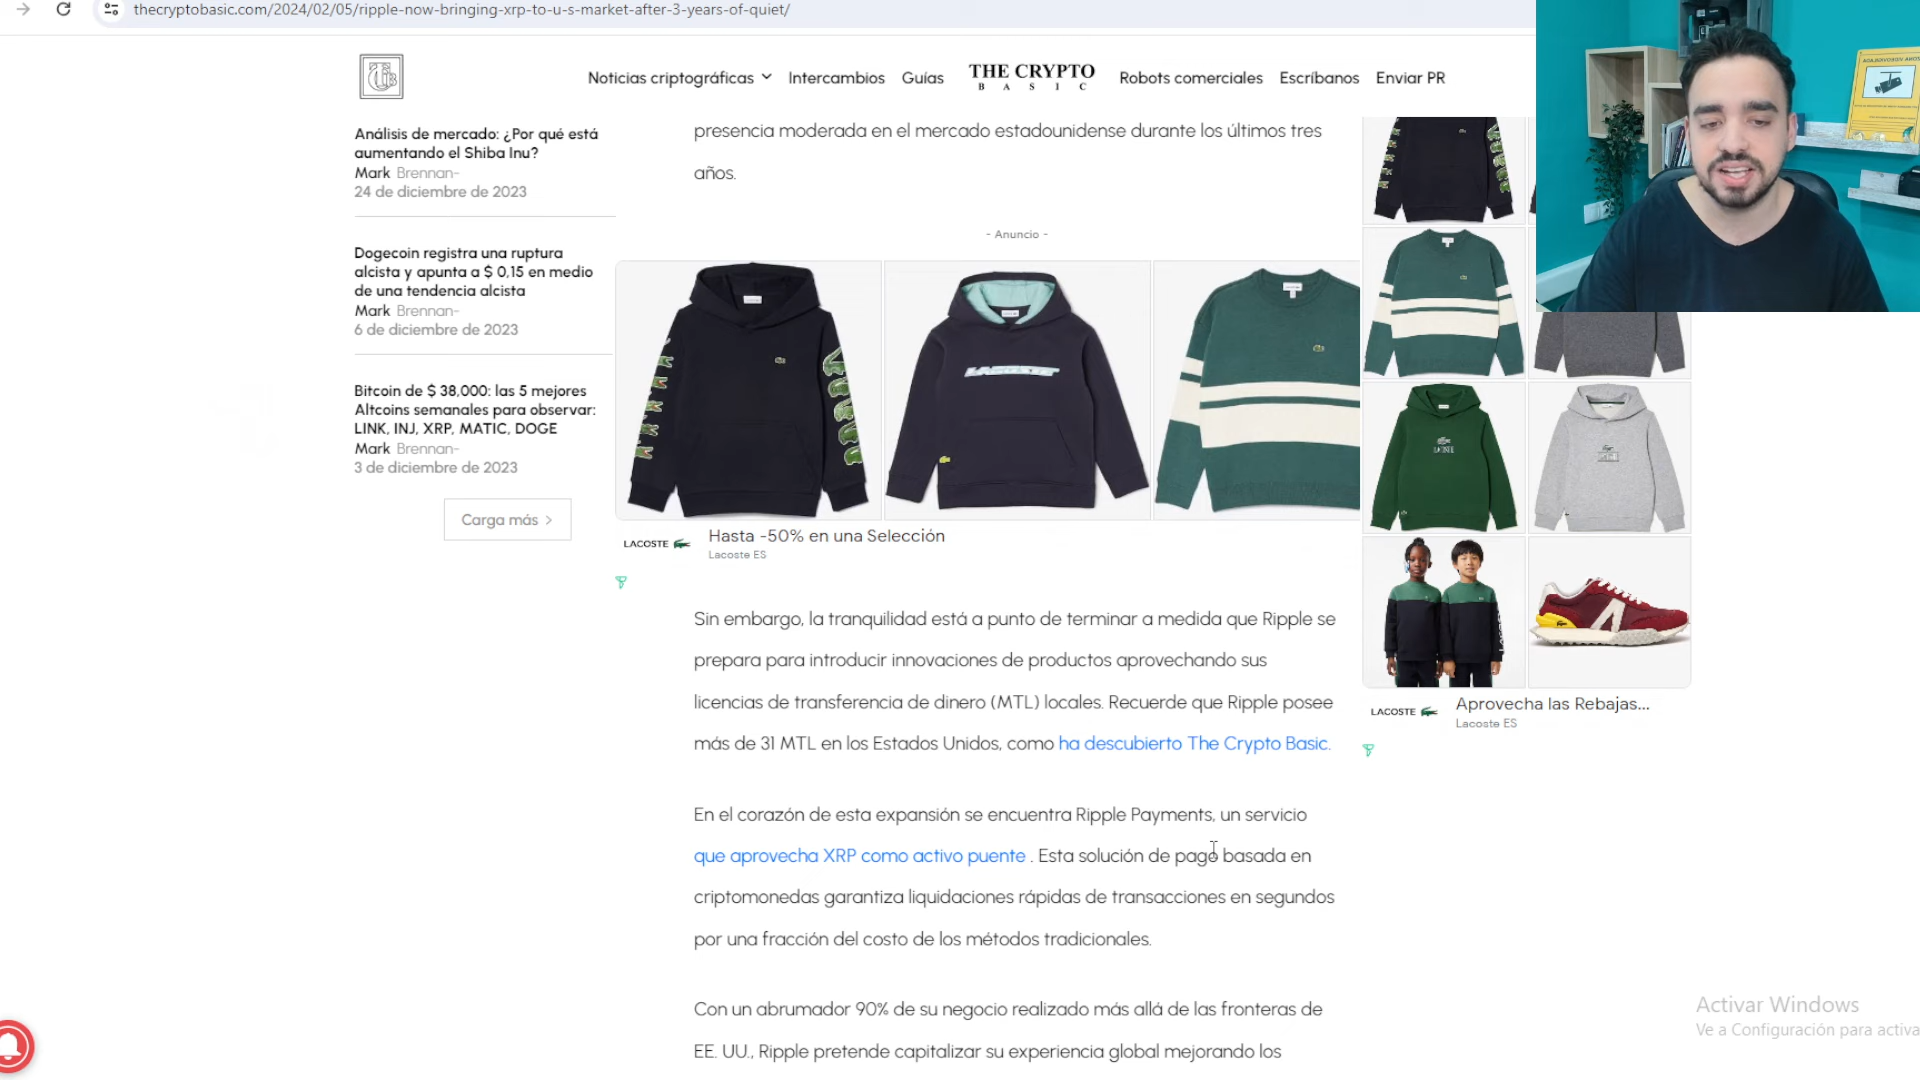 thecryptobasic.com/2024/02/05/ripple-now-bringing-xrp-to-u-s-market-after-3-years-of-quiet/
Noticias criptográficas
Intercambios
Guías
THE CRYPTO
BASIC
Robots comerciales
Escríbanos
Enviar PR
Análisis de mercado: ¿Por qué está
aumentando el Shiba Inu?
Mark Brennan-
24 de diciembre de 2023
Dogecoin registra una ruptura
alcista y apunta a $ 0,15 en medio
de una tendencia alcista
Mark Brennan-
6 de diciembre de 2023
Bitcoin de $ 38,000: las 5 mejores
Altcoins semanales para observar:
LINK, INJ, XRP, MATIC, DOGE
Mark Brennan-
3 de diciembre de 2023
Carga más >
presencia moderada en el mercado estadounidense durante los últimos tres
años.
- Anuncio -
LACOSTE
LACOSTE
Hasta -50% en una Selección
Lacoste ES
Sin embargo, la tranquilidad está a punto de terminar a medida que Ripple se
prepara para introducir innovaciones de productos aprovechando sus
licencias de transferencia de dinero (MTL) locales. Recuerde que Ripple posee
más de 31 MTL en los Estados Unidos, como ha descubierto The Crypto Basic.
En el corazón de esta expansión se encuentra Ripple Payments, un servicio
que aprovecha XRP como activo puente . Esta solución de pago basada en
criptomonedas garantiza liquidaciones rápidas de transacciones en segundos
por una fracción del costo de los métodos tradicionales.
Con un abrumador 90% de su negocio realizado más allá de las fronteras de
EE. UU., Ripple pretende capitalizar su experiencia global mejorando los
LACOSTE
LACOSTE
Aprovecha las Rebajas...
Lacoste ES
Activar Windows
Ve a Configuración para activa